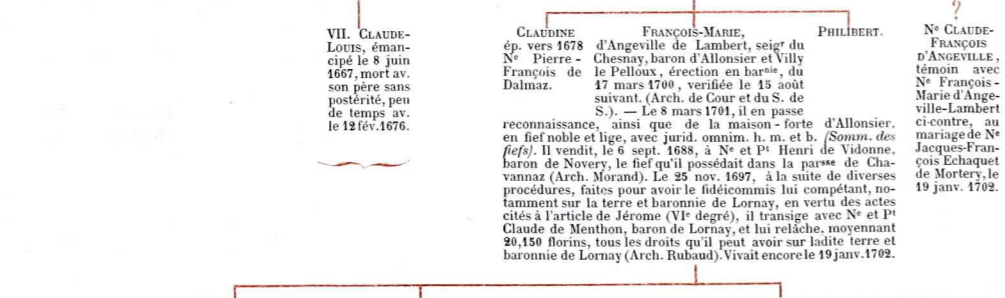 VII. CLAUDE-
LOUIS, éman-
cipé le 8 juin
1667, mort av.
son père sans
postérité, peu
de temps av.
le 12 fév. 1676.
CLAUDINE
ép. vers 1678
Ne Pierre-
François de
Dalmaz.
FRANÇOIS-MARIE,
d'Angeville de Lambert, seigr du
Chesnay, baron d'Allonsier et Villy
le Pelloux, érection en barnie, du
17 mars 1700, verifiée le 15 août
suivant. (Arch. de Cour et du S. de
S.). — Le 8 mars 1701, il en passe
reconnaissance, ainsi que de la maison-forte d'Allonsier,
en fief noble et lige, avec jurid. omnim. h. m. et b. (Somm. des
fiefs). Il vendit, le 6 sept. 1688, à Ne et Pt Henri de Vidonne,
baron de Novery, le fief qu'il possédait dans la parsse de Cha-
vannaz (Arch. Morand). Le 25 nov. 1697, à la suite de diverses
procédures, faites pour avoir le fidéicommis lui compétant, no-
tamment sur la terre et baronnie de Lornay, en vertu des actes
cités à l'article de Jérome (VIe degré), il transige avec Ne et Pt
Claude de Menthon, baron de Lornay, et lui relâche, moyennant
20,150 florins, tous les droits qu'il peut avoir sur ladite terre et
baronnie de Lornay (Arch. Rubaud). Vivait encore le 19 janv. 1702.
PHILIBERT.
?
Ne CLAUDE-
FRANÇOIS
D'ANGEVILLE,
témoin avec
Ne François-
Marie d'Ange-
ville-Lambert
ci-contre, au
mariage de Ne
Jacques-Fran-
çois Echaquet
de Mortery, le
19 janv. 1702.